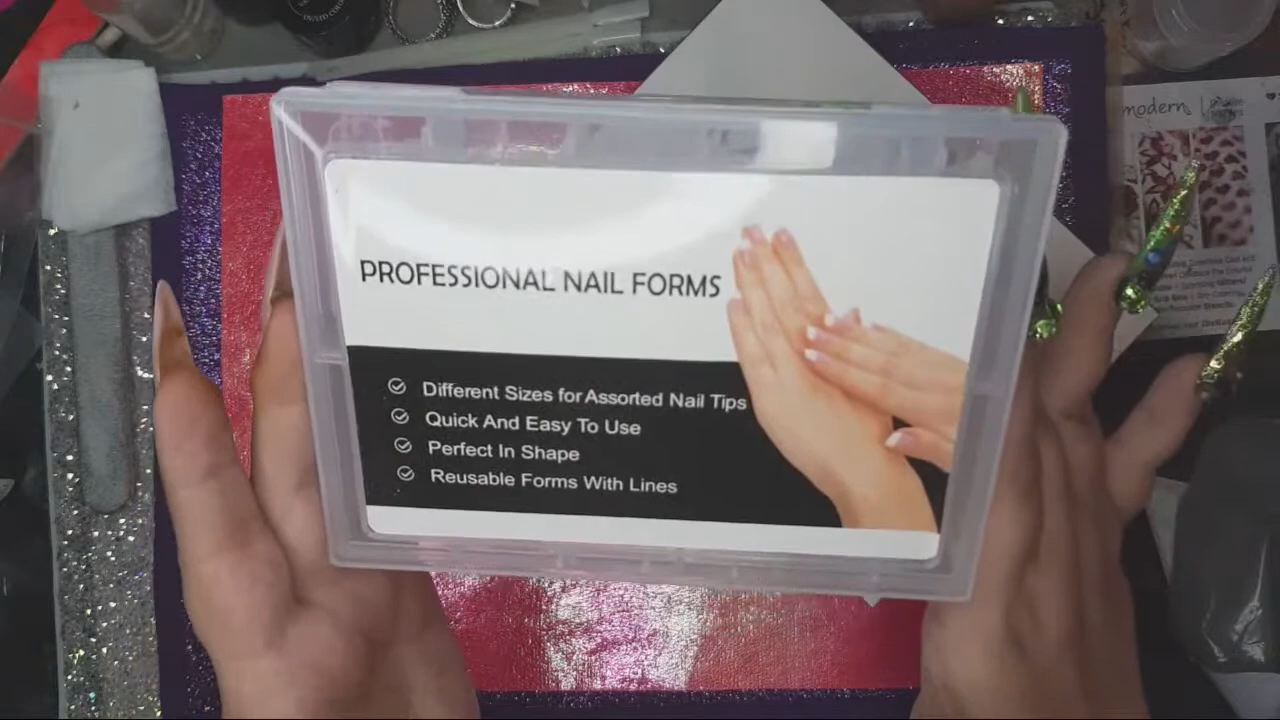 PROFESSIONAL NAIL FORMS
Different Sizes for Assorted Nail Tips
Quick And Easy To Use
Perfect In Shape
Reusable Forms With Lines
modern